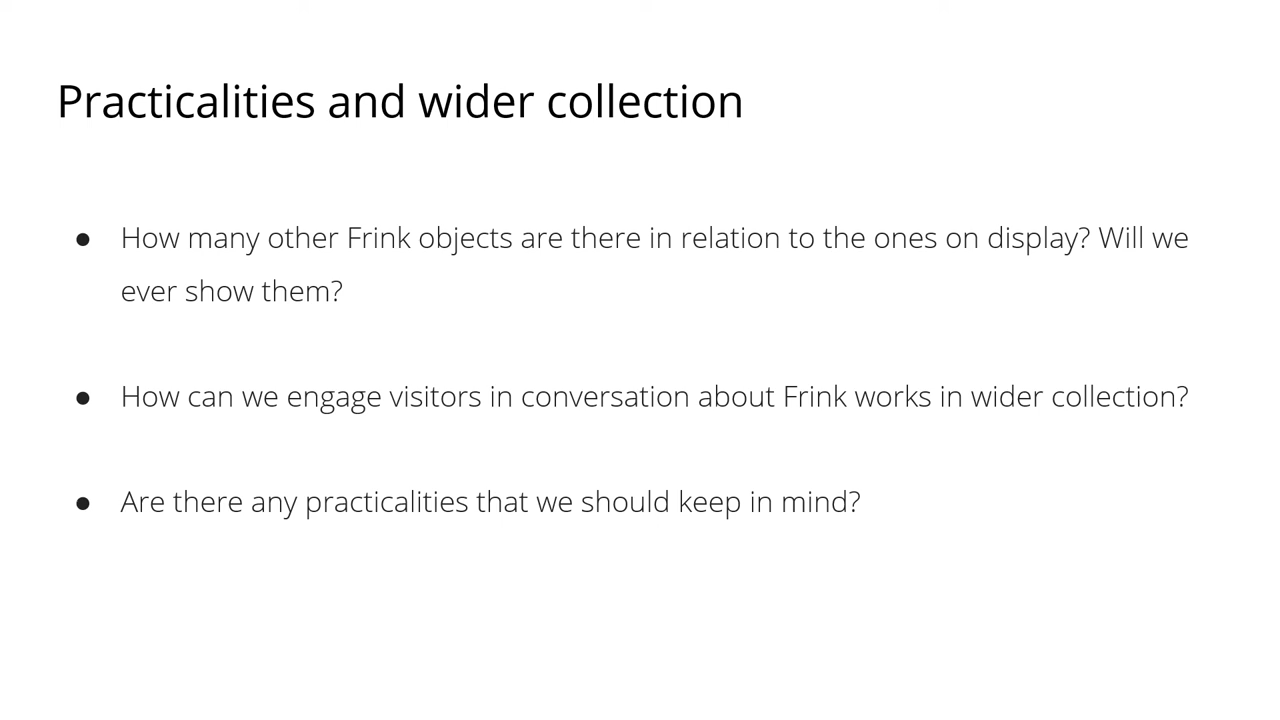 Practicalities and wider collection
● How many other Frink objects are there in relation to the ones on display? Will we
ever show them?
● How can we engage visitors in conversation about Frink works in wider collection?
● Are there any practicalities that we should keep in mind?